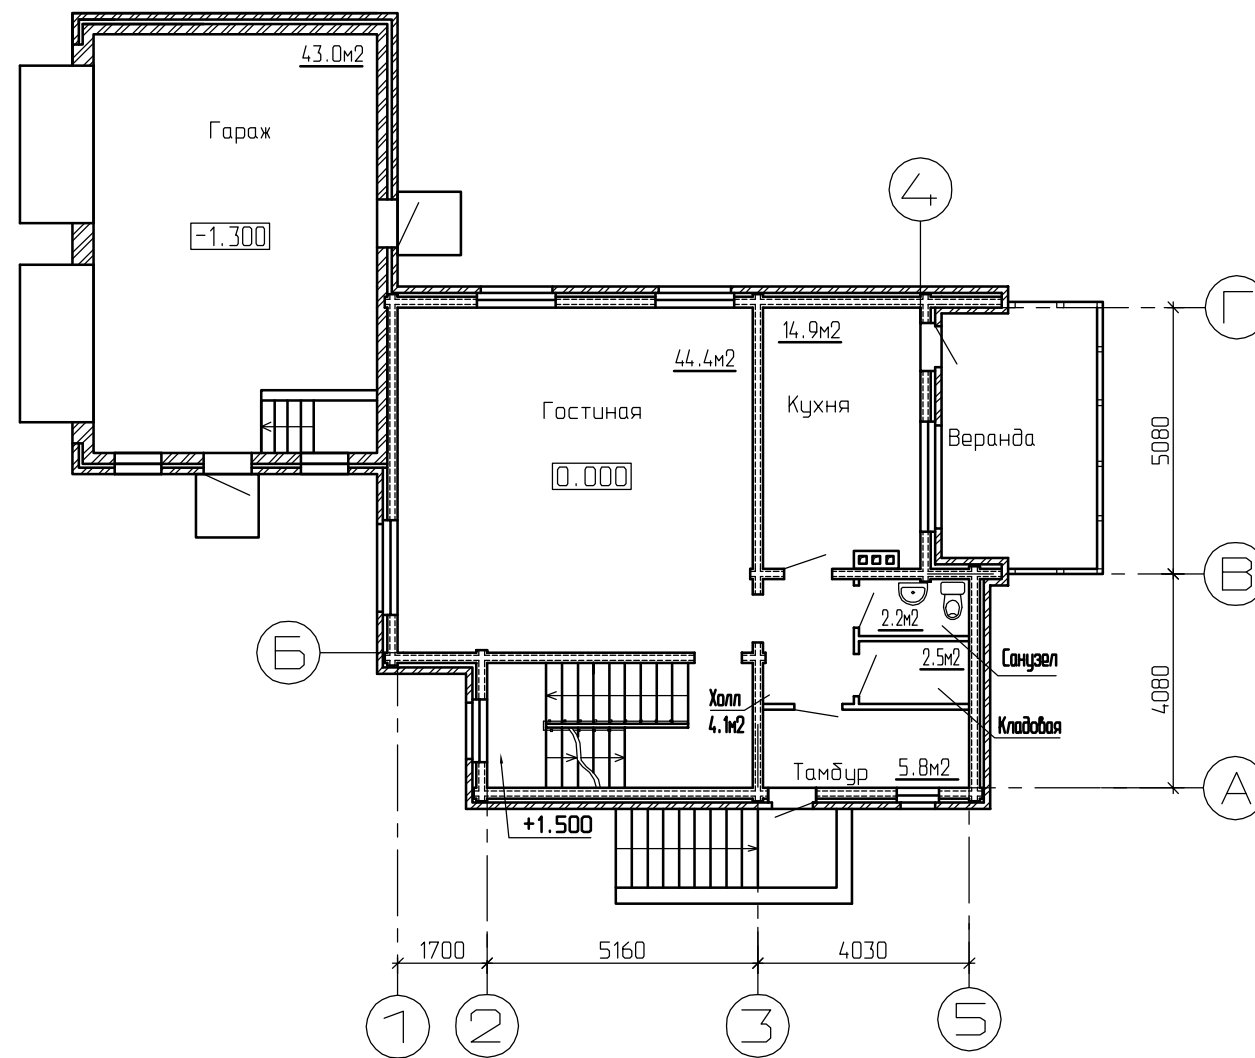 43.0м2
Гараж
-1.300
4
Г
14.9м2
44.4м2
Кухня
Гостиная
Веранда
5080
0.000
В
2.2м2
Б
2.5м2
Санузел
Холл
4.1м2
4080
Кладовая
Тамбур
5.8м2
А
+1.500
1700
5160
4030
1
2
3
5